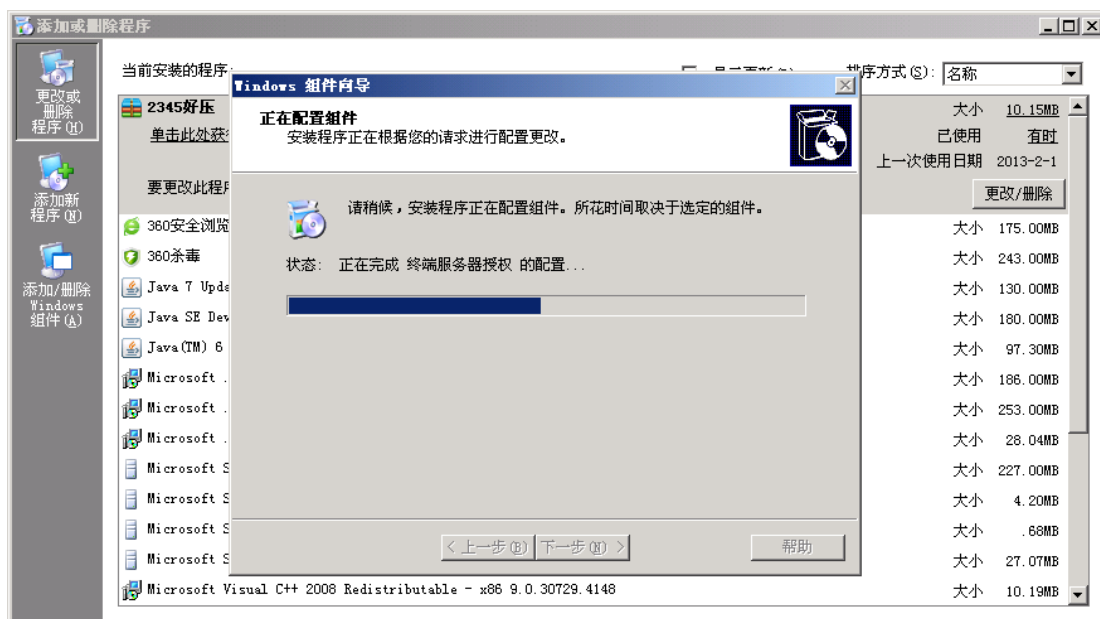 添加或删除程序
更改或
删除
程序(H)
添加新
程序(N)
添加/删除
Windows
组件(A)
当前安装的程序:
排序方式(S): 名称
2345好压
大小 10.15MB
单击此处获
已使用 有时
上一次使用日期 2013-2-1
要更改此程
更改/删除
360安全浏览
大小 175.00MB
360杀毒
大小 243.00MB
Java 7 Upda
大小 130.00MB
Java SE Dev
大小 180.00MB
Java(TM) 6
大小 97.30MB
Microsoft .
大小 186.00MB
Microsoft .
大小 253.00MB
Microsoft .
大小 28.04MB
Microsoft S
大小 227.00MB
Microsoft S
大小 4.20MB
Microsoft S
大小 .68MB
Microsoft S
大小 27.07MB
Microsoft Visual C++ 2008 Redistributable - x86 9.0.30729.4148
大小 10.19MB
Windows 组件向导
正在配置组件
安装程序正在根据您的请求进行配置更改。
请稍候，安装程序正在配置组件。所花时间取决于选定的组件。
状态: 正在完成 终端服务器授权 的配置...
< 上一步(B) 下一步(N) > 帮助